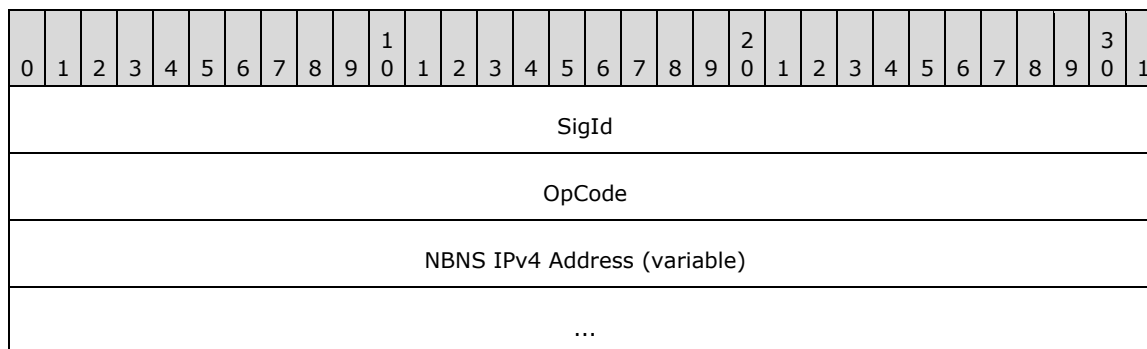 0 1 2 3 4 5 6 7 8 9 1 0 1 2 3 4 5 6 7 8 9 2 0 1 2 3 4 5 6 7 8 9 3 0 1
SigId
OpCode
NBNS IPv4 Address (variable)
...